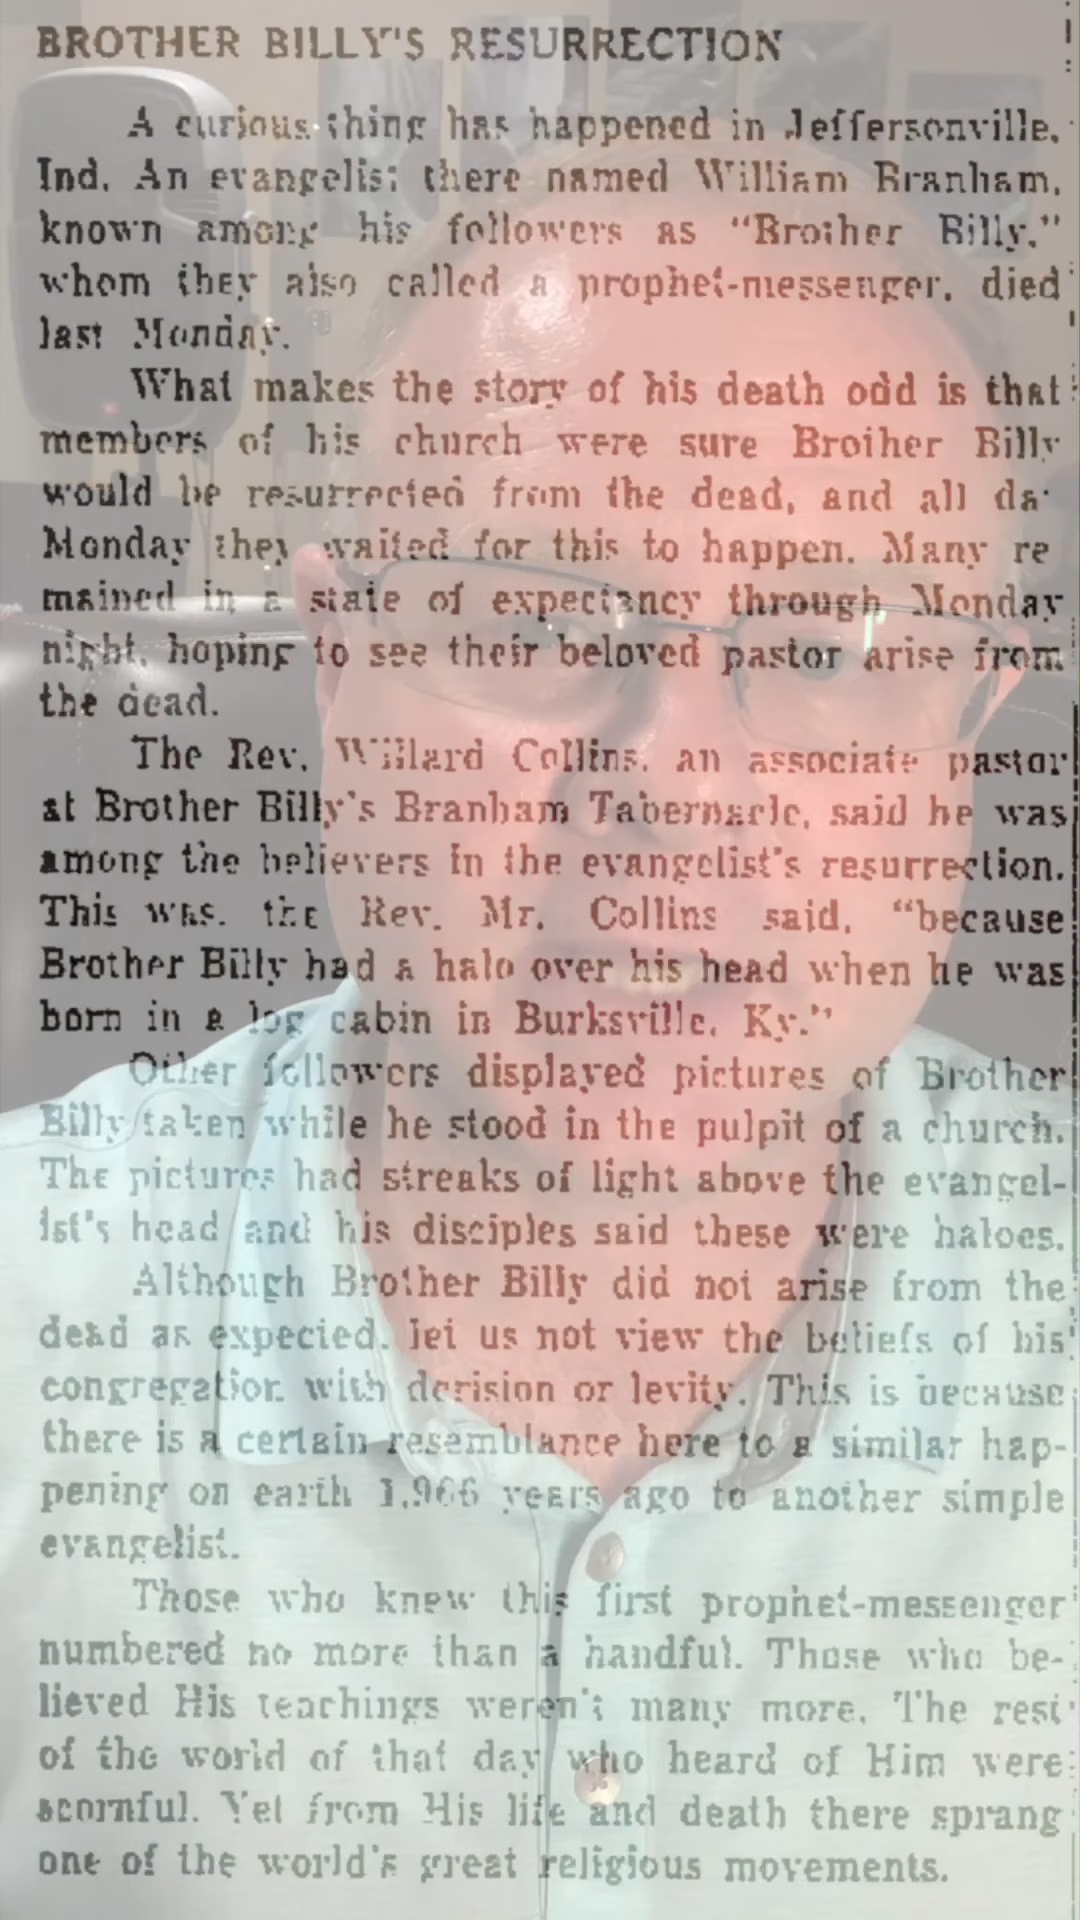 BROTHER BILLY'S RESURRECTION
A curious thing has happened in Jeffersonville,
Ind. An evangelist there named William Branham,
known among his followers as "Brother Billy,"
whom they also called a prophet-messenger, died
last Monday.
What makes the story of his death odd is that
members of his church were sure Brother Billy
would be resurrected from the dead, and all da
Monday they waited for this to happen. Many re
mained in a state of expectancy through Monday
night, hoping to see their beloved pastor arise from
the dead.
The Rev. Willard Collins, an associate pastor
at Brother Billy's Branham Tabernacle, said he was
among the believers in the evangelist's resurrection.
This was, the Rev. Mr. Collins said, "because
Brother Billy had a halo over his head when he was
born in a log cabin in Burksville, Ky."
Other followers displayed pictures of Brother
Billy taken while he stood in the pulpit of a church.
The pictures had streaks of light above the evangel-
ist's head and his disciples said these were haloes.
Although Brother Billy did not arise from the
dead as expected, let us not view the beliefs of his
congregation with derision or levity. This is because
there is a certain resemblance here to a similar hap-
pening on earth 1,966 years ago to another simple
evangelist.
Those who knew this first prophet-messenger
numbered no more than a handful. Those who be-
lieved His teachings weren't many more. The rest
of the world of that day who heard of Him were
scornful. Yet from His life and death there sprang
one of the world's great religious movements.